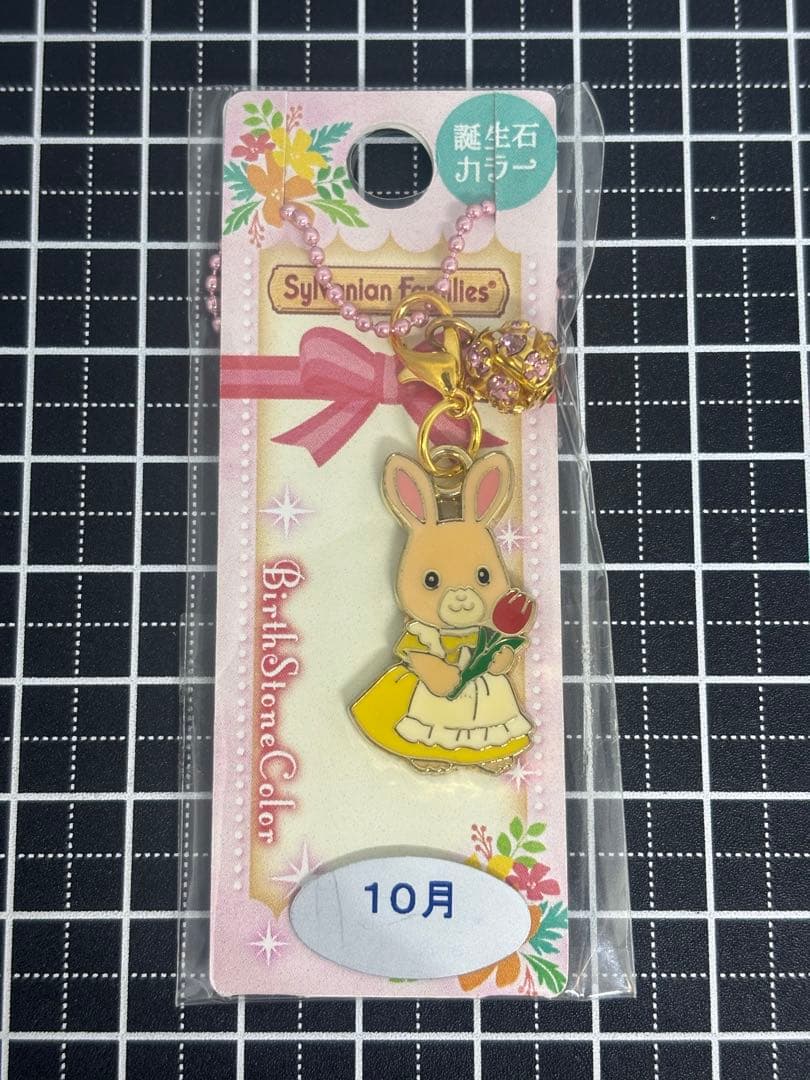 誕生石
カラー
Sylvanian Families®
BirthStoneColor
10月